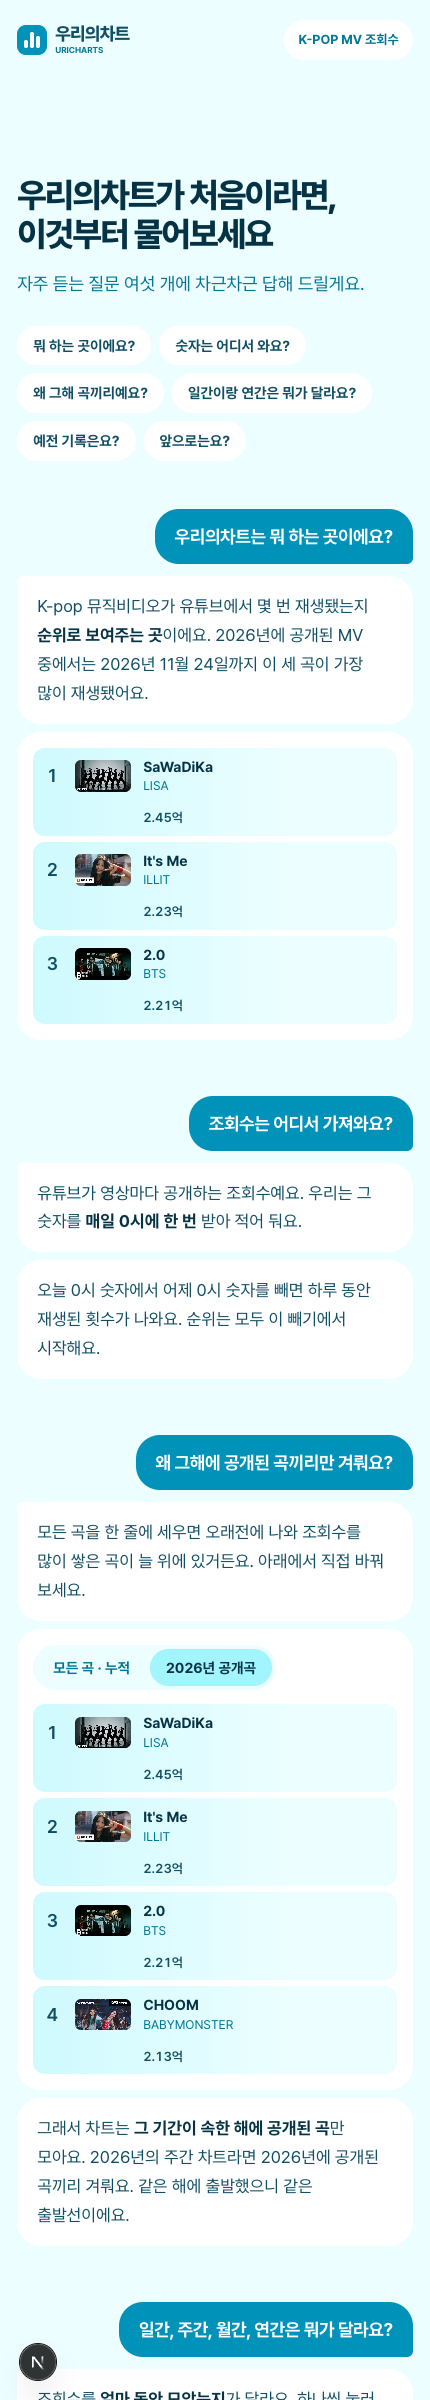 우리의차트
URICHARTS
K-POP MV 조회수
우리의차트가 처음이라면,
이것부터 물어보세요
자주 듣는 질문 여섯 개에 차근차근 답해 드릴게요.
뭐 하는 곳이에요?
숫자는 어디서 와요?
왜 그해 곡끼리예요?
일간이랑 연간은 뭐가 달라요?
예전 기록은요?
앞으로는요?
우리의차트는 뭐 하는 곳이에요?
K-pop 뮤직비디오가 유튜브에서 몇 번 재생됐는지
순위로 보여주는 곳이에요. 2026년에 공개된 MV
중에서는 2026년 11월 24일까지 이 세 곡이 가장
많이 재생됐어요.
1
SaWaDiKa
LISA
2.45억
2
It's Me
ILLIT
2.23억
3
2.0
BTS
2.21억
조회수는 어디서 가져와요?
유튜브가 영상마다 공개하는 조회수예요. 우리는 그
숫자를 매일 0시에 한 번 받아 적어 둬요.
오늘 0시 숫자에서 어제 0시 숫자를 빼면 하루 동안
재생된 횟수가 나와요. 순위는 모두 이 빼기에서
시작해요.
왜 그해에 공개된 곡끼리만 겨뤄요?
모든 곡을 한 줄에 세우면 오래전에 나와 조회수를
많이 쌓은 곡이 늘 위에 있거든요. 아래에서 직접 바꿔
보세요.
모든 곡 · 누적
2026년 공개곡
1
SaWaDiKa
LISA
2.45억
2
It's Me
ILLIT
2.23억
3
2.0
BTS
2.21억
4
CHOOM
BABYMONSTER
2.13억
그래서 차트는 그 기간이 속한 해에 공개된 곡만
모아요. 2026년의 주간 차트라면 2026년에 공개된
곡끼리 겨뤄요. 같은 해에 출발했으니 같은
출발선이에요.
일간, 주간, 월간, 연간은 뭐가 달라요?
N
조회수를 얼마 동안 모았는지가 달라요. 하나씩 눌러